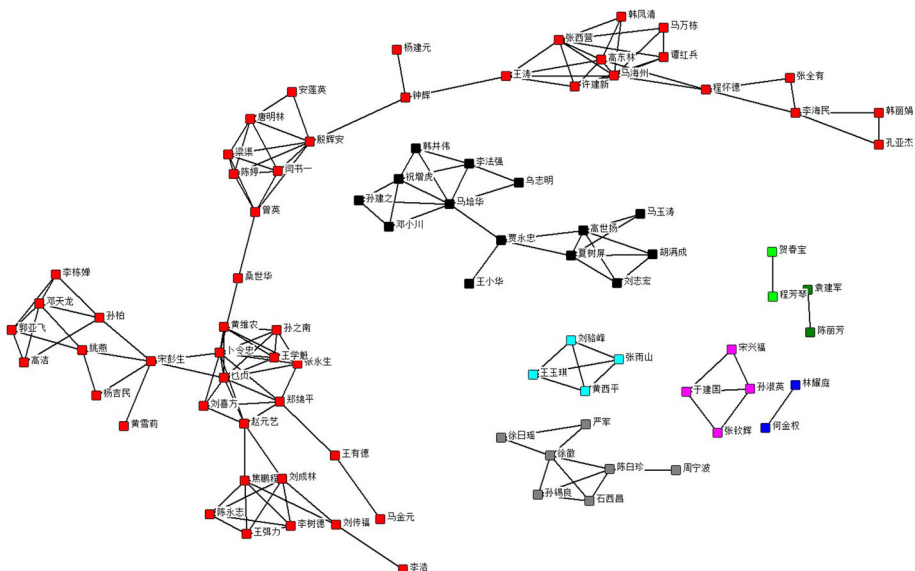 韩凤清
马万栋
张西营
杨建元
高东林
谭红兵
马海州
王涛
张全有
许建新
程怀德
安莲英
钟辉
李海民
韩丽娟
唐明林
殷辉安
孔亚杰
韩井伟
梁渠
李法强
陈婷
闫书一
祝增虎
乌志明
孙建之
马培华
曾英
马玉涛
邓小川
高世扬
贾永忠
贺春宝
夏树屏
胡满成
李栋婵
桑世华
王小华
刘志宏
袁建军
邓天龙
程芳琴
孙柏
黄维农
孙之南
郭亚飞
陈丽芳
刘骆峰
姚燕
卜令忠
宋兴福
高洁
宋彭生
王学魁
张永生
张雨山
王玉琪
林耀庭
杨吉民
黄西平
于建国
孙淑英
刘喜方
郑绵平
黄雪莉
赵元艺
严军
何金权
张钦辉
徐日瑶
徐徽
王有德
陈白珍
周宁波
焦鹏程
刘成林
孙锡良
石西昌
陈永志
李树德
刘传福
马金元
王弭力
李浩